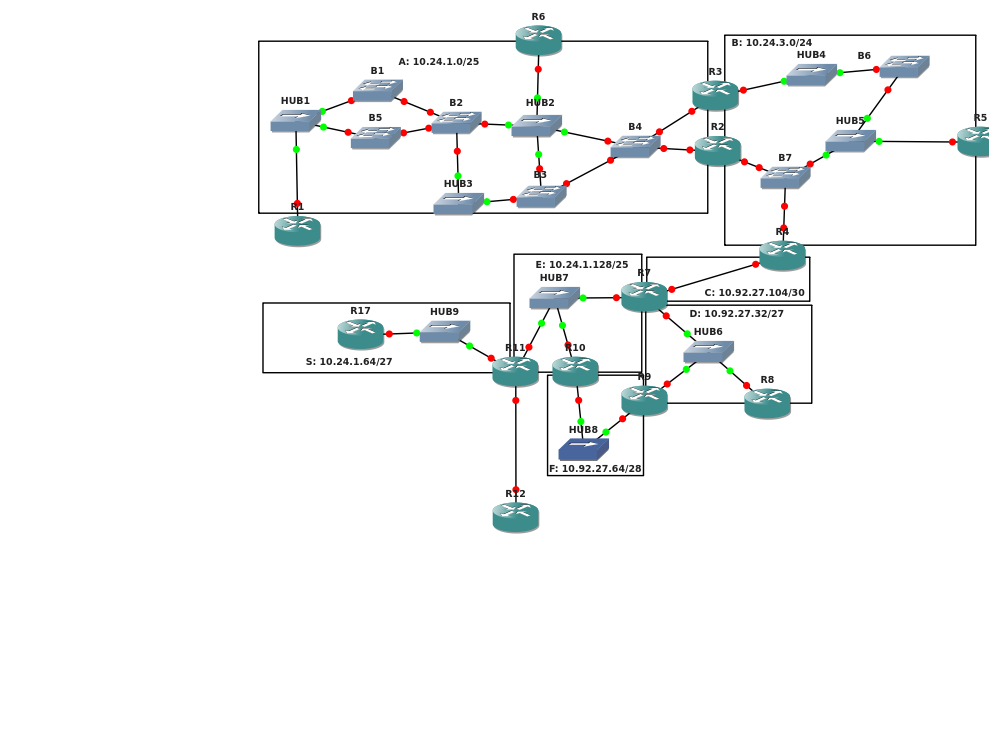 R6
B: 10.24.3.0/24
A: 10.24.1.0/25
HUB4
B6
B1
R3
HUB1
B2
HUB2
B5
B4
R2
HUB5
R5
B3
B7
HUB3
R1
R4
E: 10.24.1.128/25
R7
HUB7
C: 10.92.27.104/30
R17
HUB9
D: 10.92.27.32/27
HUB6
S: 10.24.1.64/27
R11
R10
R9
R8
HUB8
F: 10.92.27.64/28
R12